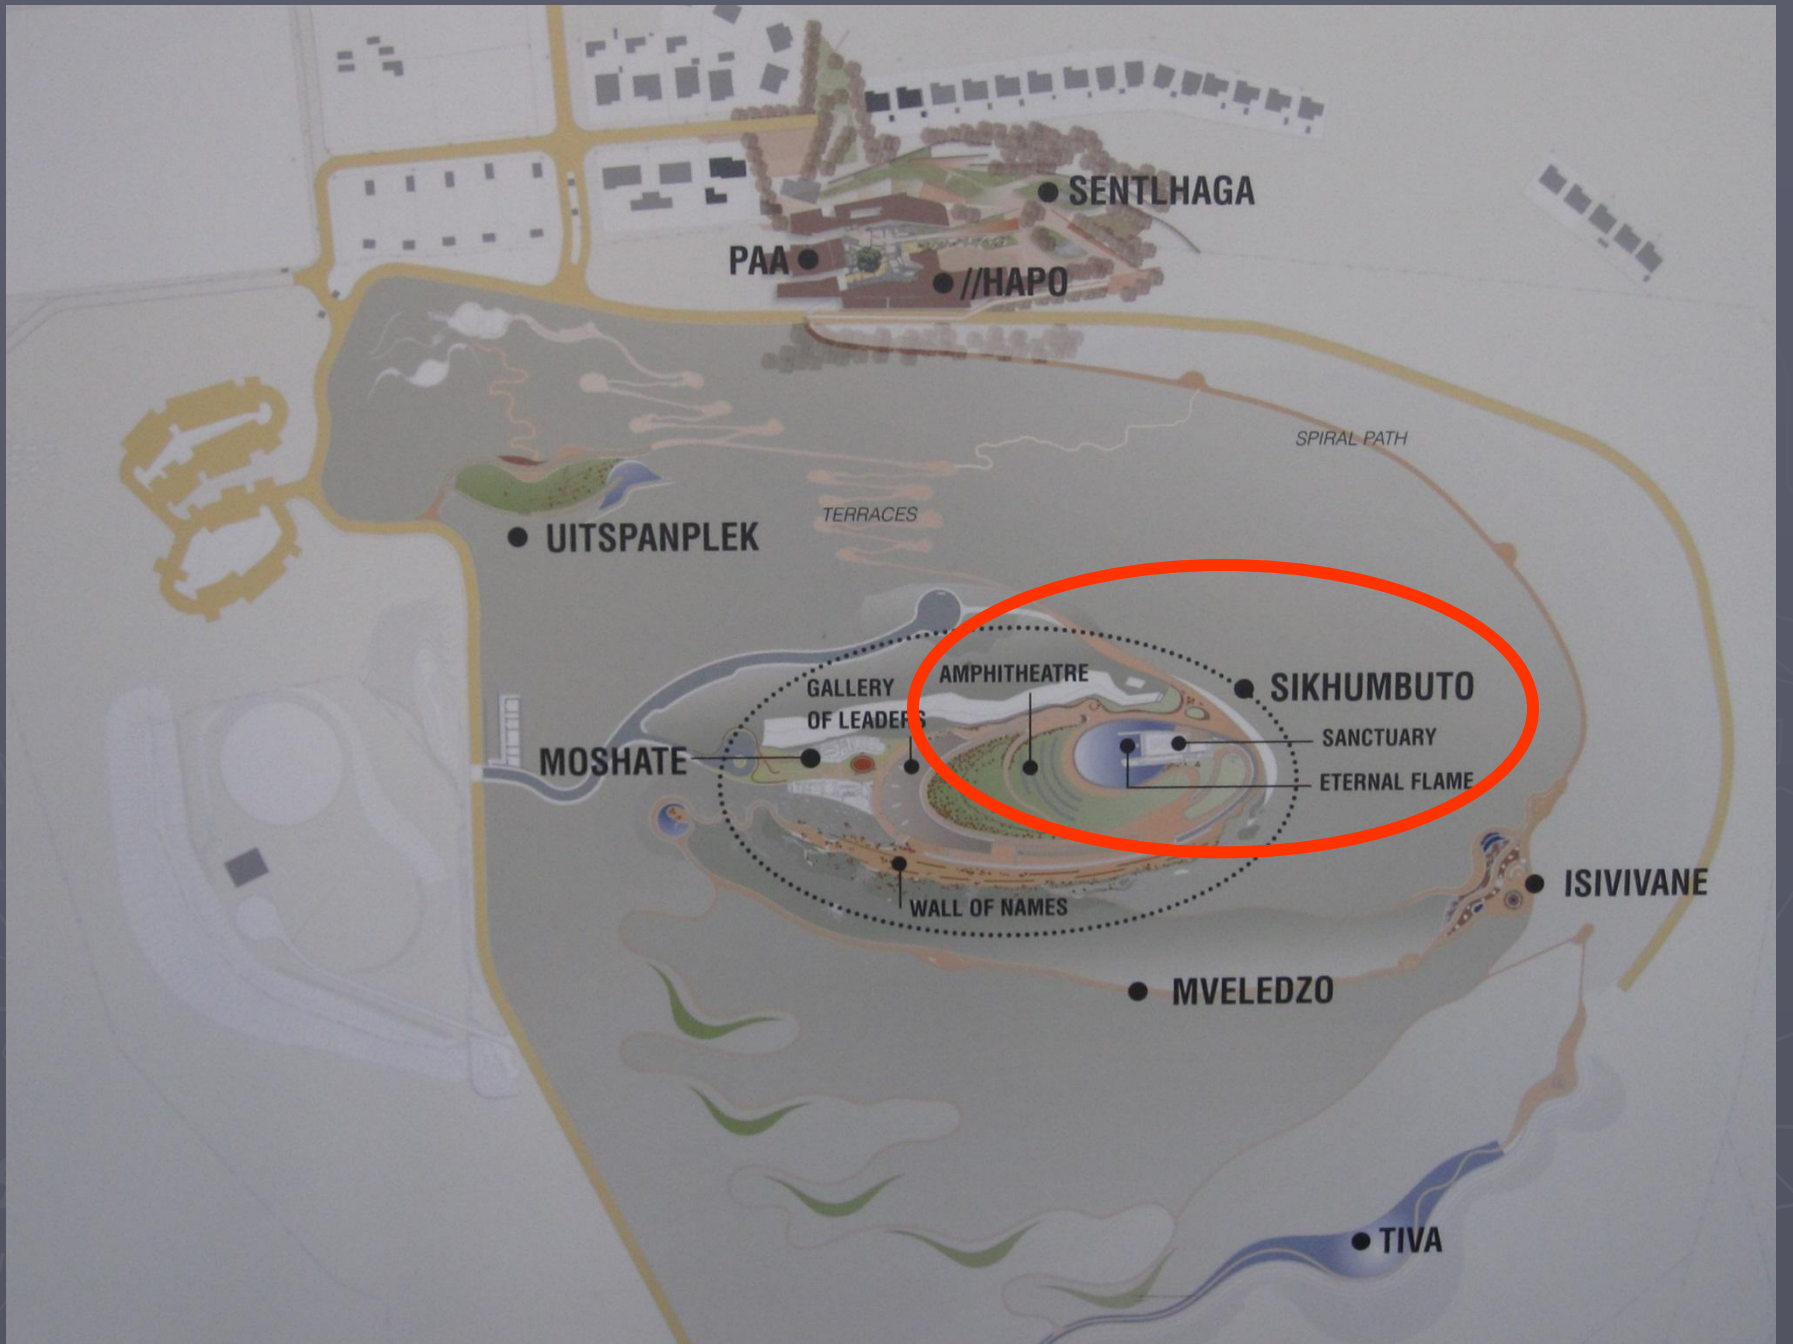 SENTLHAGA
PAA
//HAPO
SPIRAL PATH
TERRACES
UITSPANPLEK
AMPHITHEATRE
GALLERY
OF LEADERS
SIKHUMBUTO
SANCTUARY
MOSHATE
ETERNAL FLAME
ISIVIVANE
WALL OF NAMES
MVELEDZO
TIVA